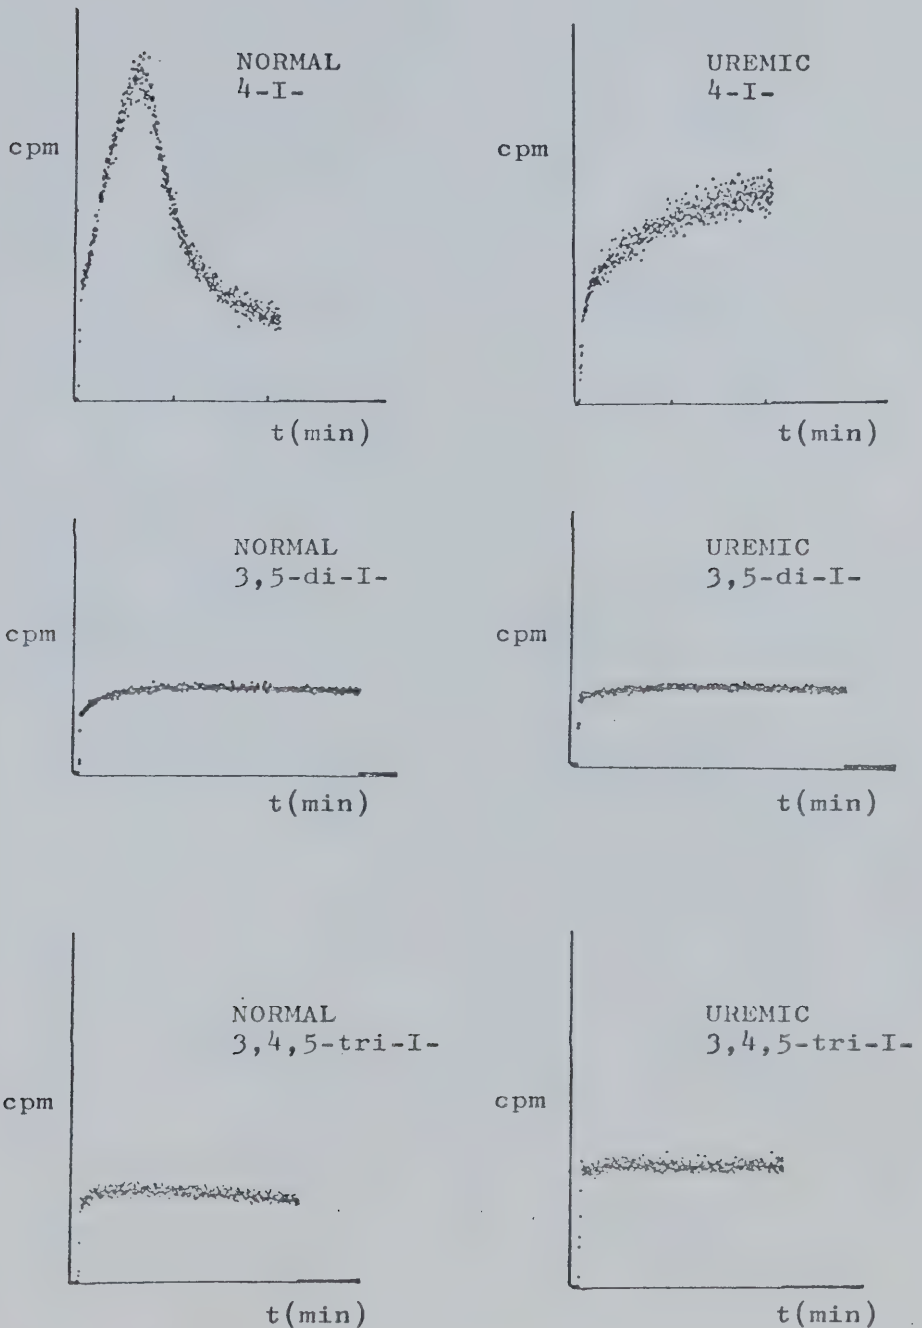 NORMAL
4-I-
cpm
t(min)
UREMIC
4-I-
cpm
t(min)
NORMAL
3,5-di-I-
cpm
t(min)
UREMIC
3,5-di-I-
cpm
t(min)
NORMAL
3,4,5-tri-I-
cpm
t(min)
UREMIC
3,4,5-tri-I-
cpm
t(min)